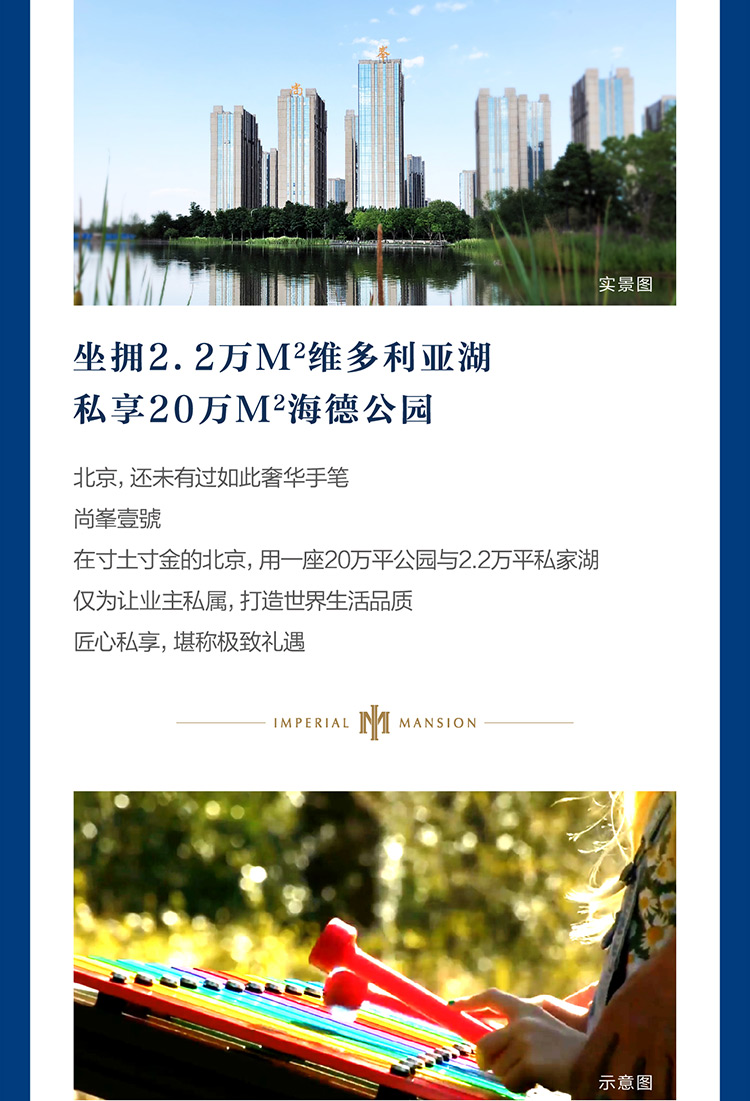 峯
尚
实景图
坐拥2.2万M²维多利亚湖
私享20万M²海德公园
北京,还未有过如此奢华手笔
尚峯壹號
在寸土寸金的北京,用一座20万平公园与2.2万平私家湖
仅为让业主私属,打造世界生活品质
匠心私享,堪称极致礼遇
IMPERIAL IM MANSION
示意图